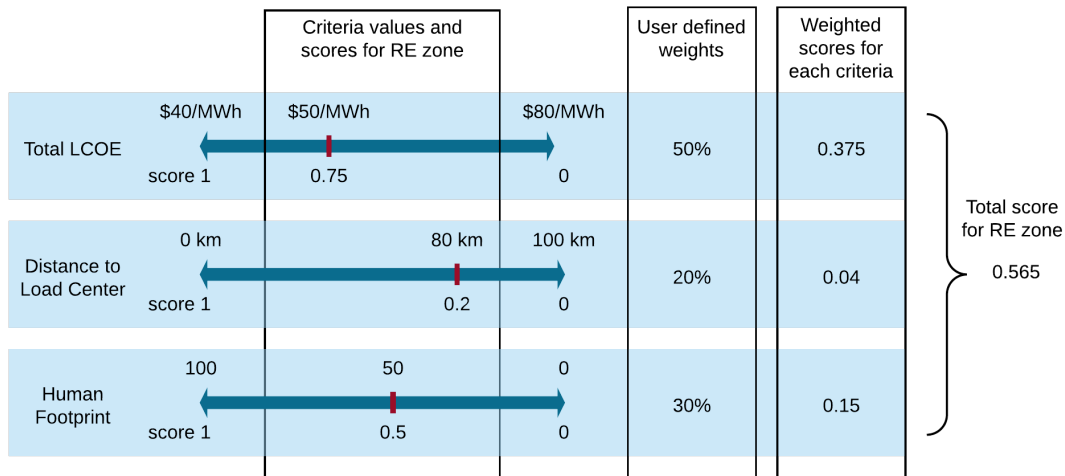 Criteria values and
scores for RE zone
User defined
weights
Weighted
scores for
each criteria
$40/MWh $50/MWh $80/MWh
Total LCOE 50% 0.375
score 1 0.75 0
0 km 80 km 100 km
Distance to
Load Center
20% 0.04
score 1 0.2 0
100 50 0
Human
Footprint
30% 0.15
score 1 0.5 0
Total score
for RE zone
0.565